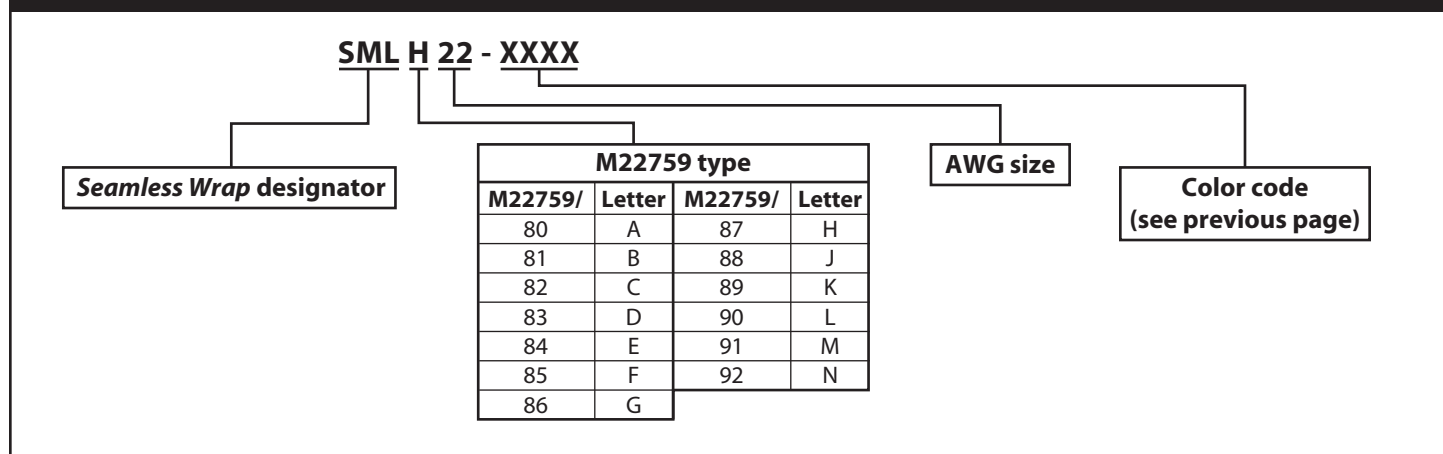 SML H 22 - XXXX
Seamless Wrap designator
M22759 type
M22759/ Letter M22759/ Letter
80 A 87 H
81 B 88 J
82 C 89 K
83 D 90 L
84 E 91 M
85 F 92 N
86 G
AWG size
Color code
(see previous page)